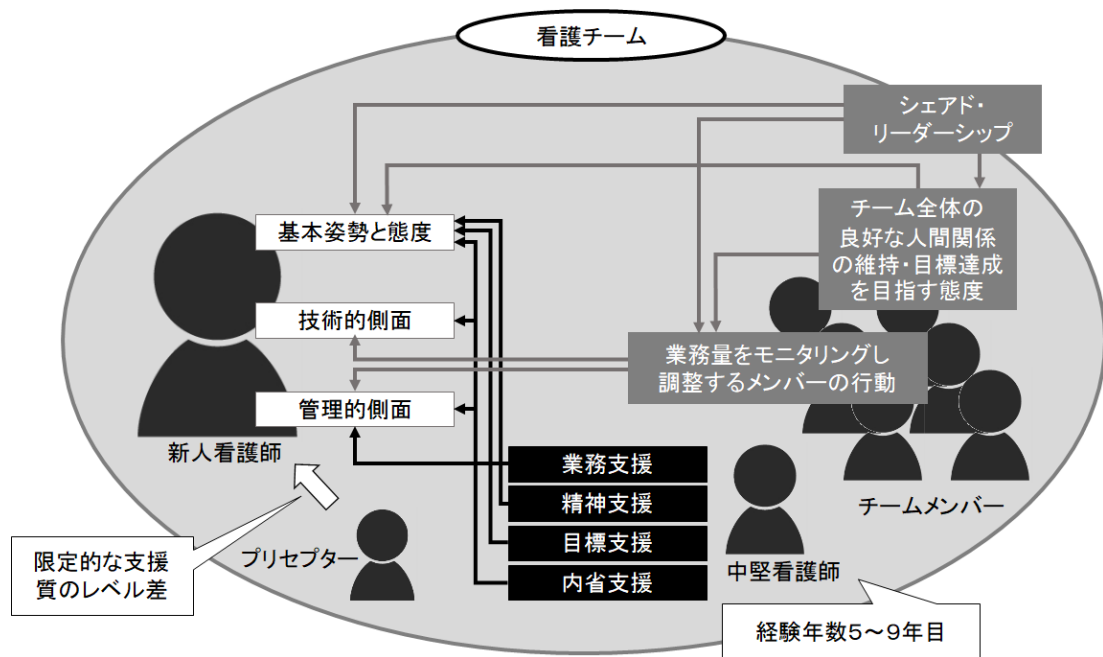 看護チーム
シェアド・
リーダーシップ
チーム全体の
良好な人間関係
の維持・目標達成
を目指す態度
基本姿勢と態度
技術的側面
業務量をモニタリングし
調整するメンバーの行動
管理的側面
新人看護師
業務支援
精神支援
目標支援
内省支援
チームメンバー
プリセプター
中堅看護師
限定的な支援
質のレベル差
経験年数5～9年目